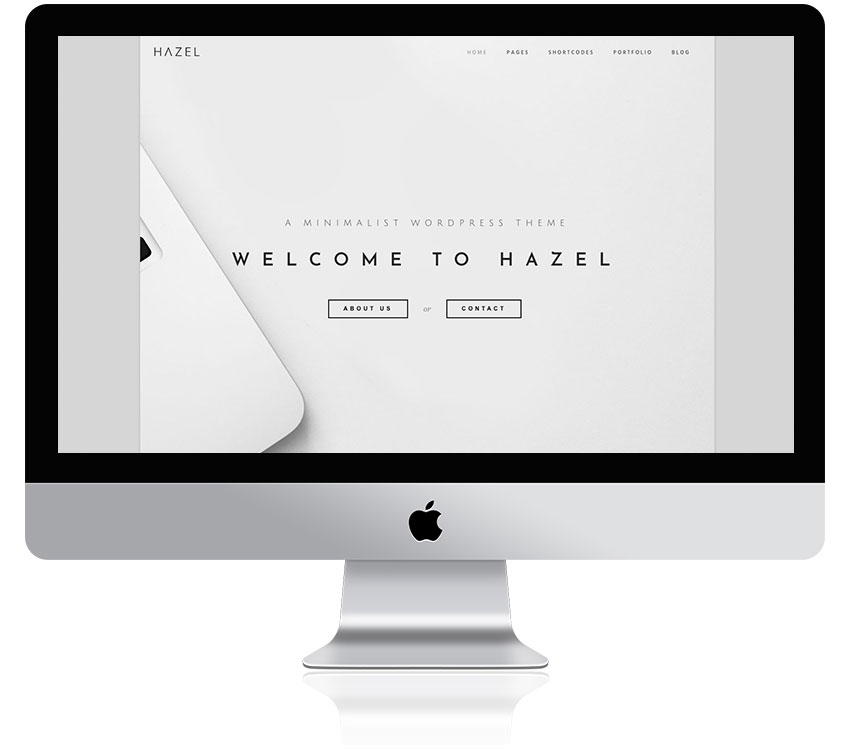 HAZEL HOME PAGES SHORTCODES PORTFOLIO BLOG
A MINIMALIST WORDPRESS THEME
WELCOME TO HAZEL
ABOUT US or CONTACT